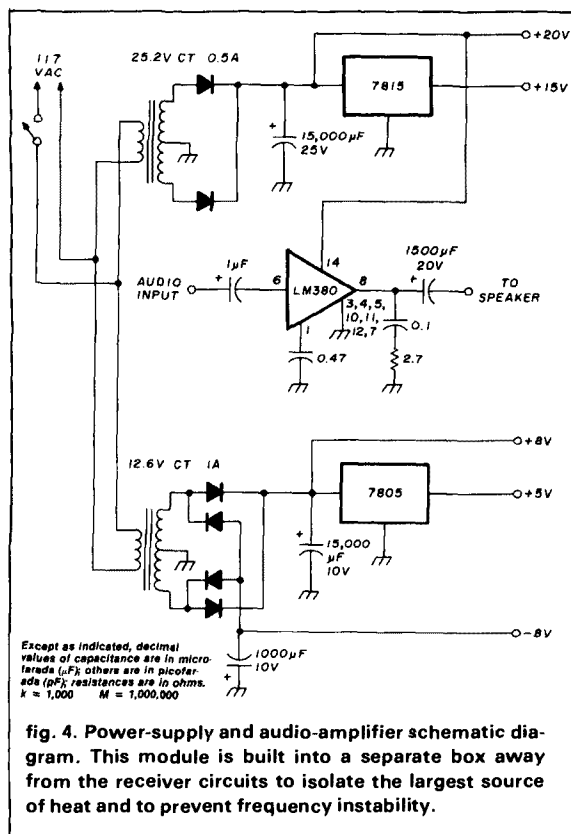 117
VAC
25.2V CT 0.5A
+20V
7815
+15V
+
15,000µF
25V
AUDIO
INPUT
+
1µF
6
14
LM380
8
1
3, 4, 5,
10, 11,
12, 7
0.47
1500µF
20V
+
TO
SPEAKER
0.1
2.7
12.6V CT 1A
+8V
7805
+5V
+
15,000
µF
10V
-8V
1000µF
10V
+
Except as indicated, decimal
values of capacitance are in micro-
farads (µF); others are in picofar-
ads (pF); resistances are in ohms.
k = 1,000 M = 1,000,000
fig. 4. Power-supply and audio-amplifier schematic dia-
gram. This module is built into a separate box away
from the receiver circuits to isolate the largest source
of heat and to prevent frequency instability.